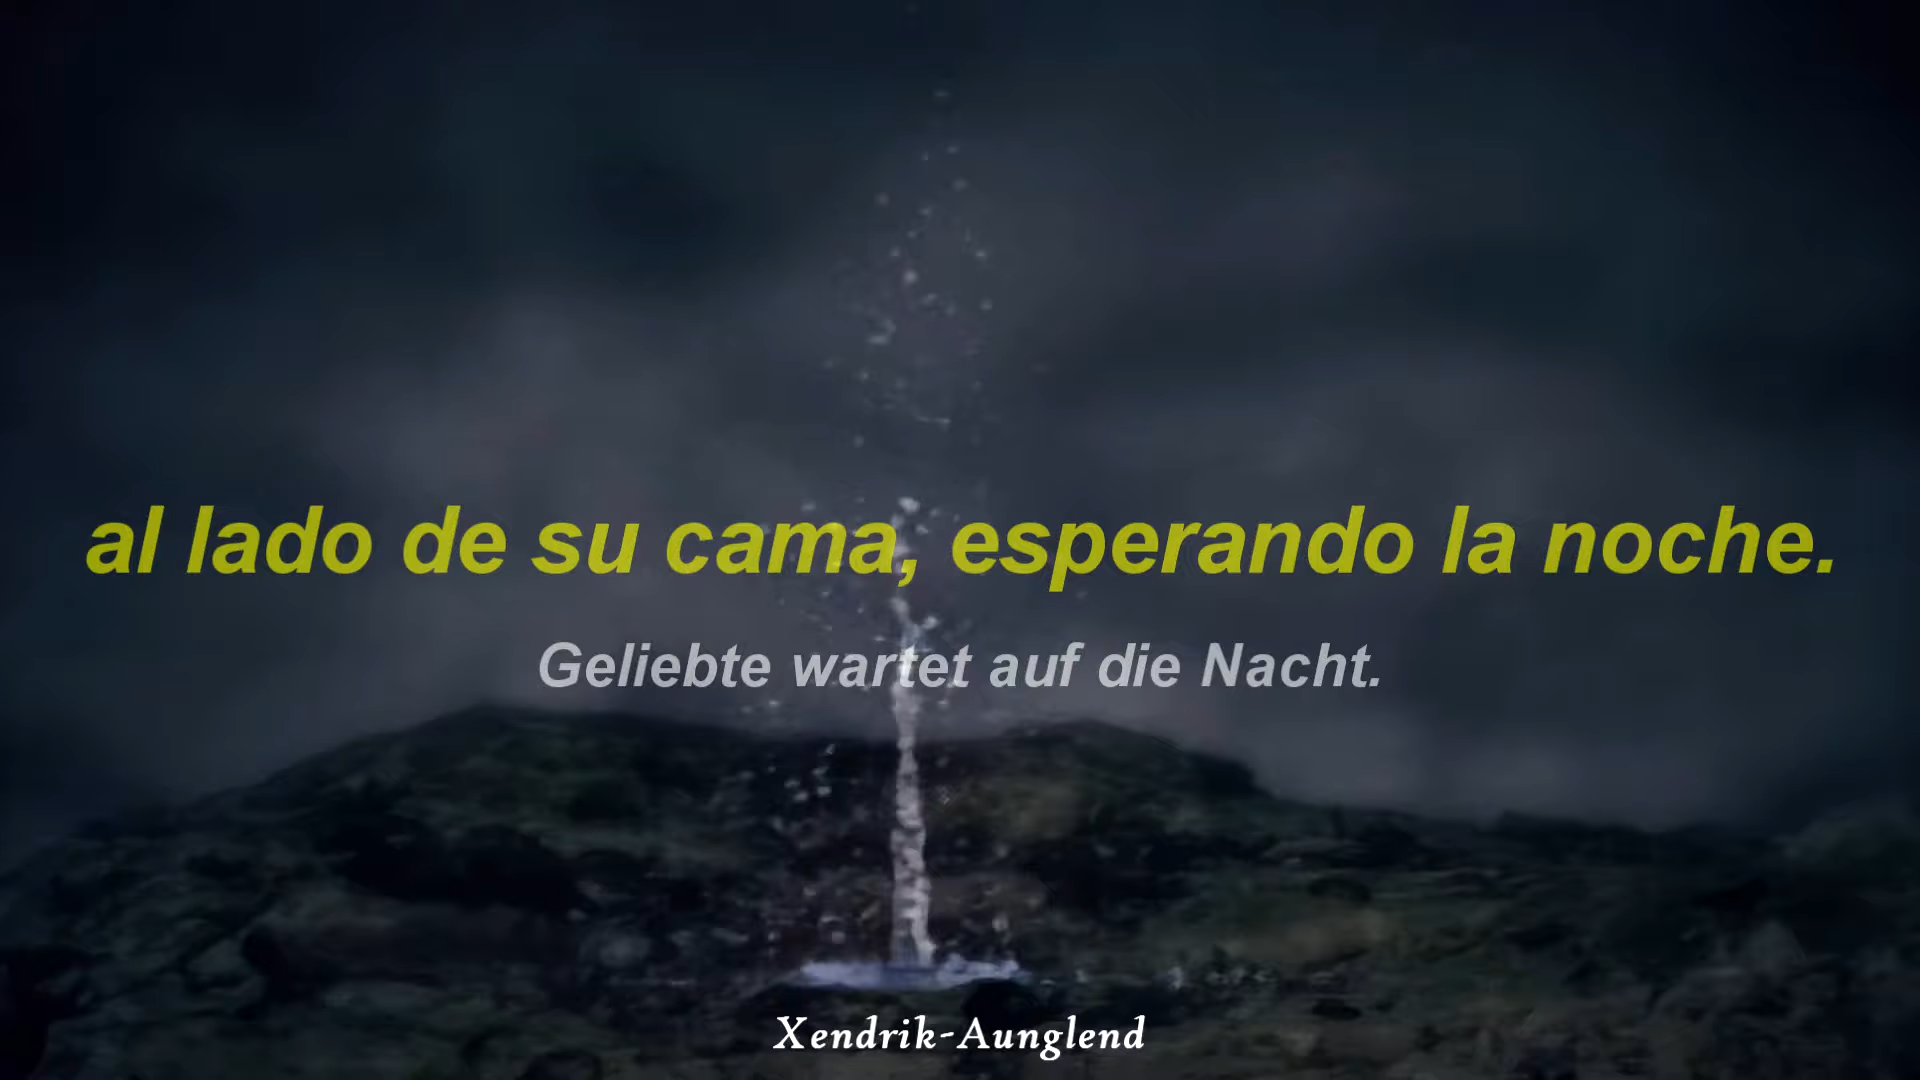 al lado de su cama, esperando la noche.
Geliebte wartet auf die Nacht.
Xendrik-Aunglend